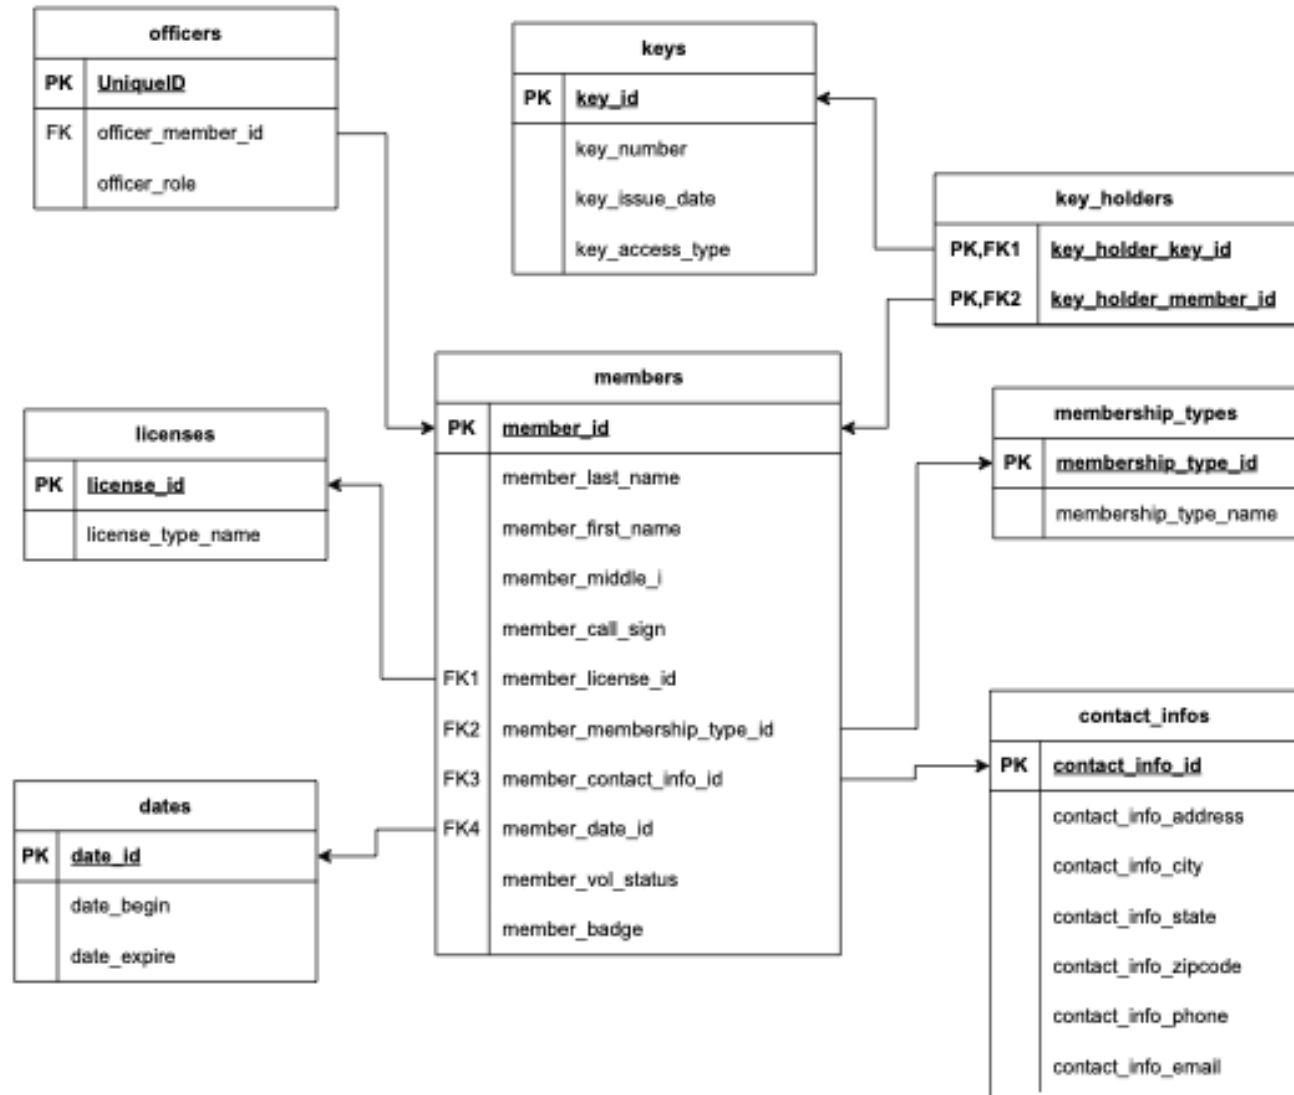 officers
PK UniqueID
FK officer_member_id
officer_role
keys
PK key_id
key_number
key_issue_date
key_access_type
key_holders
PK,FK1 key_holder_key_id
PK,FK2 key_holder_member_id
members
PK member_id
member_last_name
member_first_name
member_middle_i
member_call_sign
FK1 member_license_id
FK2 member_membership_type_id
FK3 member_contact_info_id
FK4 member_date_id
member_vol_status
member_badge
licenses
PK license_id
license_type_name
membership_types
PK membership_type_id
membership_type_name
dates
PK date_id
date_begin
date_expire
contact_infos
PK contact_info_id
contact_info_address
contact_info_city
contact_info_state
contact_info_zipcode
contact_info_phone
contact_info_email